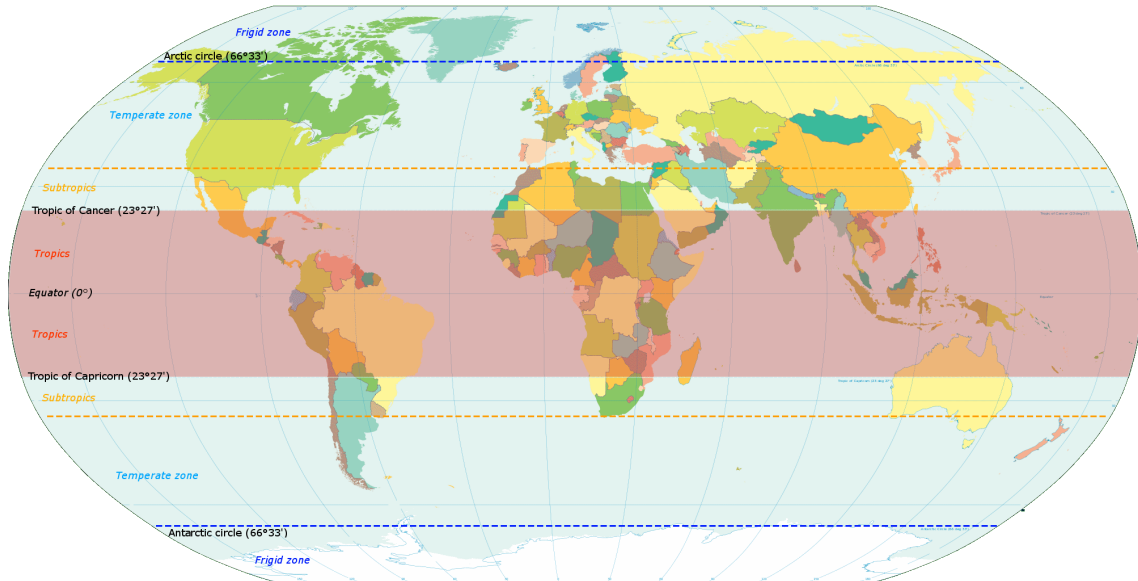 Frigid zone
Arctic circle (66°33')
Temperate zone
Subtropics
Tropic of Cancer (23°27')
Tropics
Equator (0°)
Tropics
Tropic of Capricorn (23°27')
Subtropics
Temperate zone
Antarctic circle (66°33')
Frigid zone